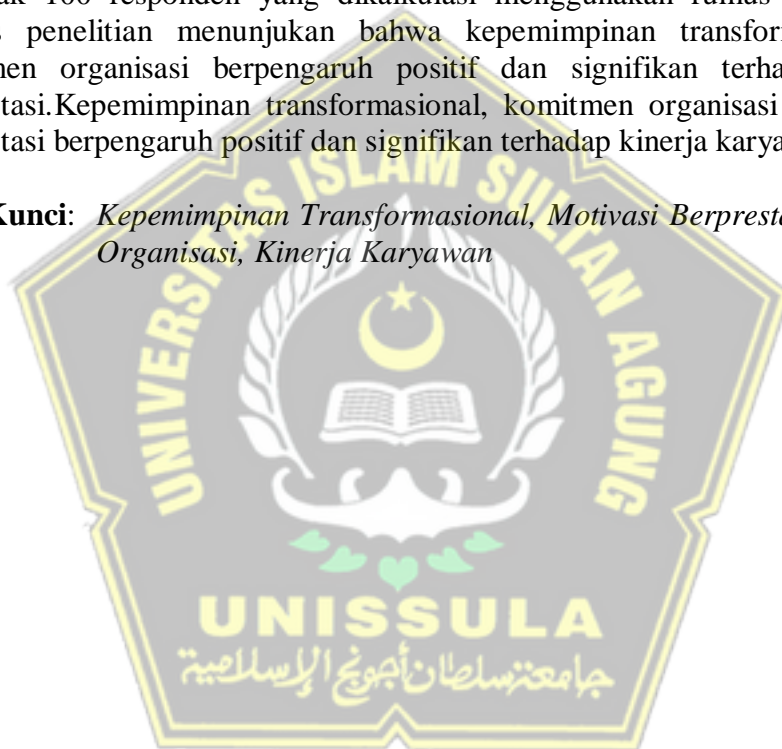 ak 100 responden yang dikalkulasi menggunakan rumus
s penelitian menunjukan bahwa kepemimpinan transfor
men organisasi berpengaruh positif dan signifikan terha
tasi.Kepemimpinan transformasional, komitmen organisasi
tasi berpengaruh positif dan signifikan terhadap kinerja karya
Kunci: Kepemimpinan Transformasional, Motivasi Berpresta
Organisasi, Kinerja Karyawan
UNIVERSITAS ISLAM SULTAN AGUNG
UNISSULA
جامعتنسلطان أجونج الإسلامية